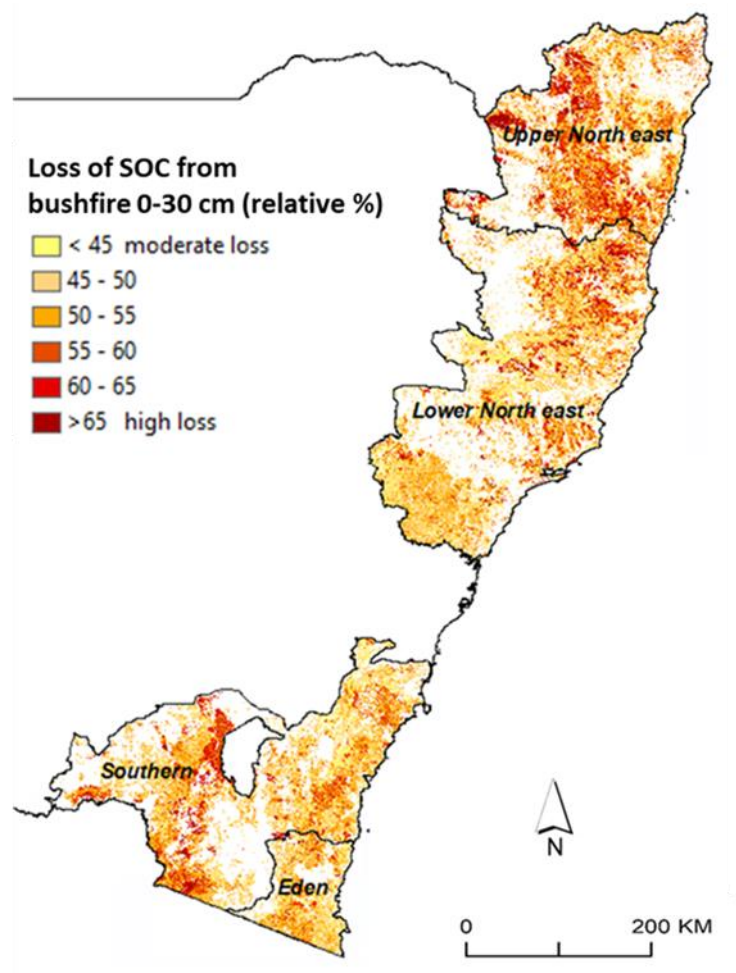 Upper North east
Loss of SOC from
bushfire 0-30 cm (relative %)
< 45 moderate loss
45 - 50
50 - 55
55 - 60
60 - 65
>65 high loss
Lower North east
Southern
Eden
N
0 200 KM